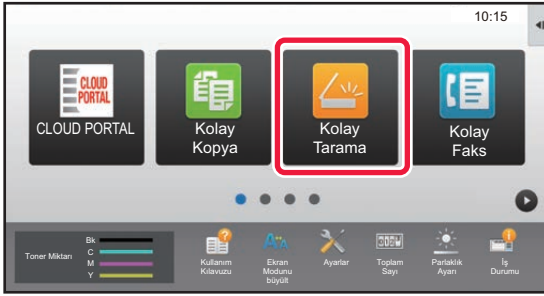 10:15
CLOUD
PORTAL
CLOUD PORTAL
Kolay
Kopya
Kolay
Tarama
Kolay
Faks
Toner Miktarı
Bk
C
M
Y
Kullanım
Kılavuzu
Ekran
Modunu
büyült
Ayarlar
Toplam
Sayı
Parlaklık
Ayarı
İş
Durumu